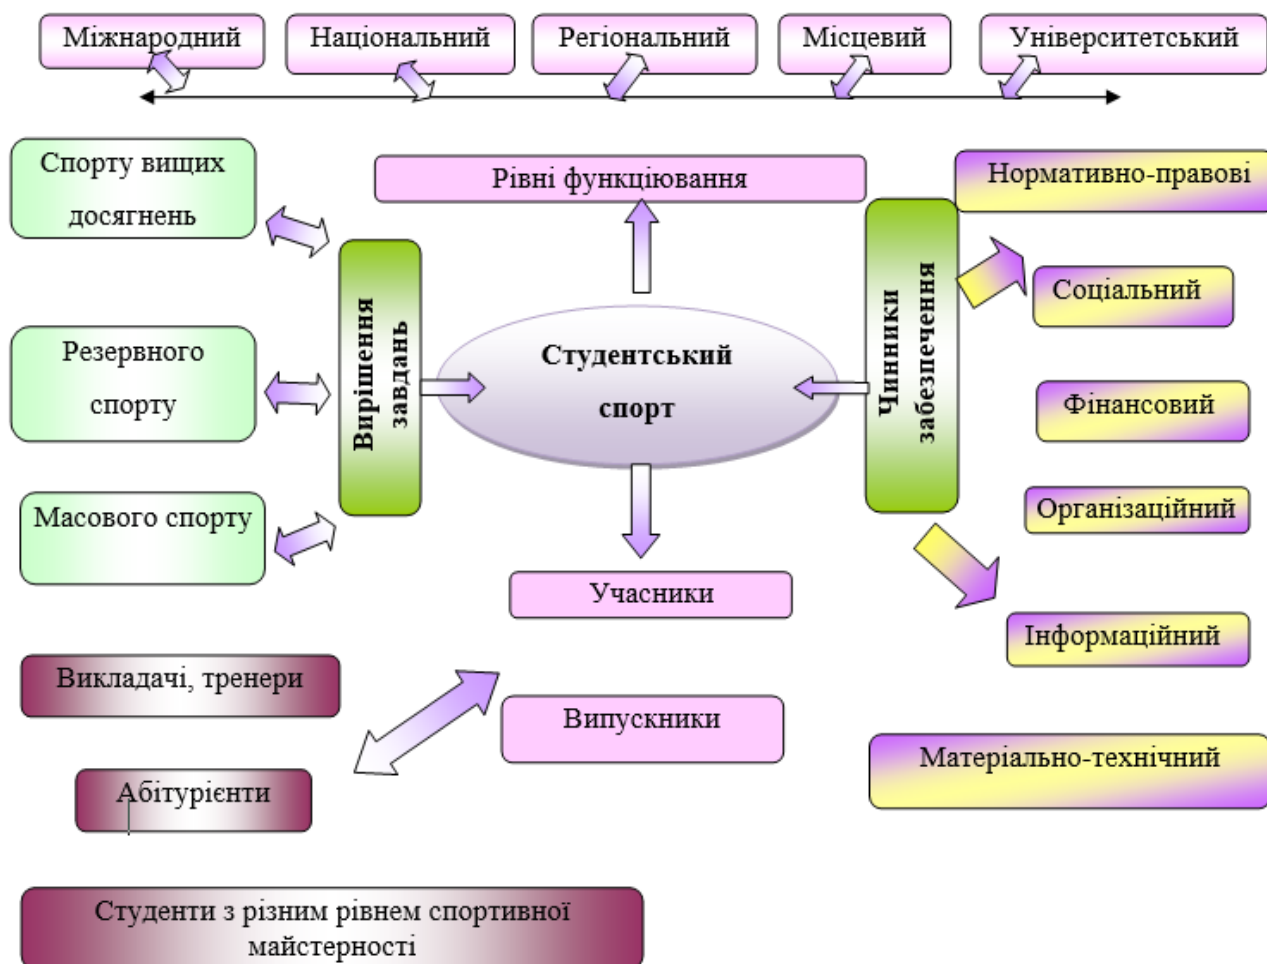 Міжнародний
Національний
Регіональний
Місцевий
Університетський
Спорту вищих
досягнень
Рівні функціювання
Нормативно-правові
Резервного
спорту
Вирішення
завдань
Студентський
спорт
Чинники
забезпечення
Соціальний
Фінансовий
Масового спорту
Організаційний
Учасники
Інформаційний
Викладачі, тренери
Випускники
Матеріально-технічний
Абітурієнти
Студенти з різним рівнем спортивної
майстерності